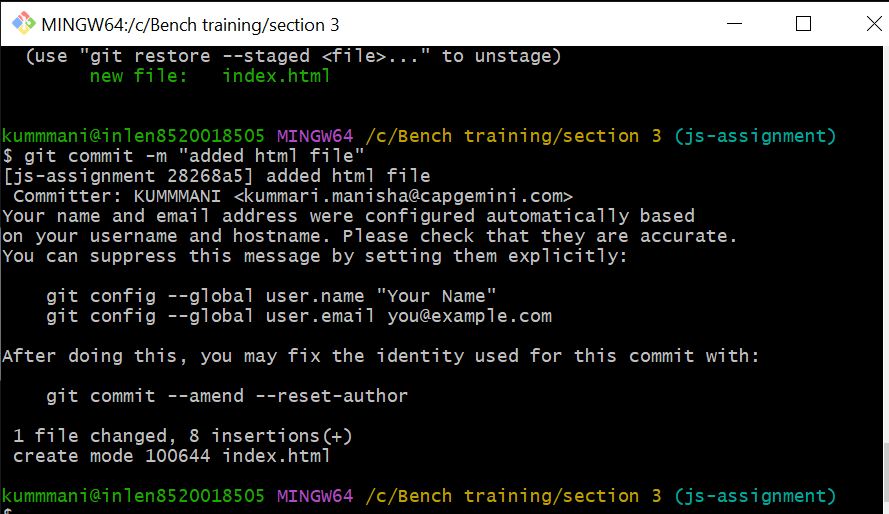 MINGW64:/c/Bench training/section 3
(use "git restore --staged <file>..." to unstage)
new file:   index.html
kummmani@inlen8520018505 MINGW64 /c/Bench training/section 3 (js-assignment)
$ git commit -m "added html file"
[js-assignment 28268a5] added html file
Committer: KUMMMANI <kummari.manisha@capgemini.com>
Your name and email address were configured automatically based
on your username and hostname. Please check that they are accurate.
You can suppress this message by setting them explicitly:
git config --global user.name "Your Name"
git config --global user.email you@example.com
After doing this, you may fix the identity used for this commit with:
git commit --amend --reset-author
1 file changed, 8 insertions(+)
create mode 100644 index.html
kummmani@inlen8520018505 MINGW64 /c/Bench training/section 3 (js-assignment)
$